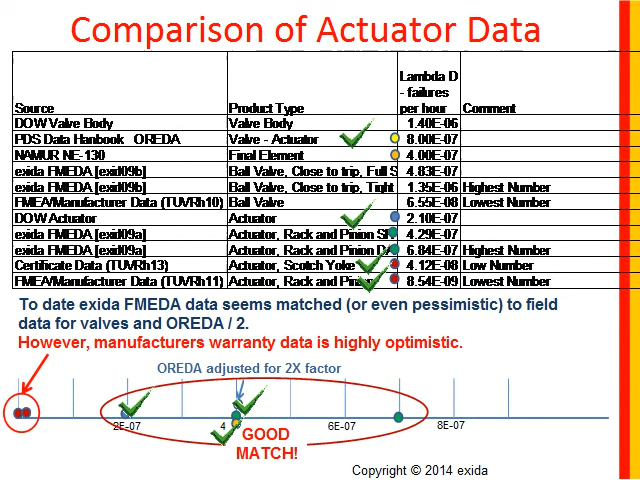 Comparison of Actuator Data
Source Product Type Lambda D - failures per hour Comment
DOW Valve Body Valve Body 1.40E-06
PDS Data Hanbook OREDA Valve - Actuator 8.00E-07
NAMUR NE-130 Final Element 4.00E-07
exida FMEDA [exid09b] Ball Valve, Close to trip, Full S 4.83E-07
exida FMEDA [exid09b] Ball Valve, Close to trip, Tight 1.35E-06 Highest Number
FMEA/Manufacturer Data (TUV/Rh10) Ball Valve 6.55E-08 Lowest Number
DOW Actuator Actuator 2.10E-07
exida FMEDA [exid09a] Actuator, Rack and Pinion 4.29E-07
exida FMEDA [exid09a] Actuator, Rack and Pinion 6.84E-07 Highest Number
Certificate Data (TUV/Rh13) Actuator, Scotch Yoke 4.12E-08 Low Number
FMEA/Manufacturer Data (TUV/Rh11) Actuator, Rack and 8.54E-09 Lowest Number
To date exida FMEDA data seems matched (or even pessimistic) to field
data for valves and OREDA / 2.
However, manufacturers warranty data is highly optimistic.
OREDA adjusted for 2X factor
2E-07 4 6E-07 8E-07
GOOD
MATCH!
Copyright © 2014 exida